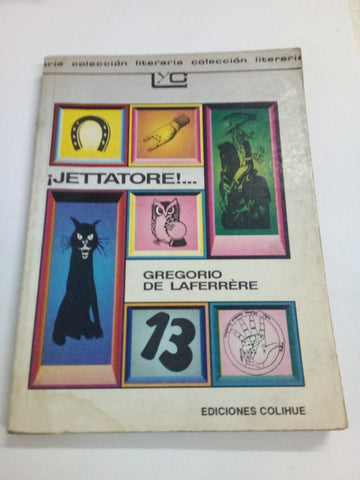 aria colección literaria colección literaria
LyC
¡JETTATORE!...
GREGORIO
DE LAFERRÈRE
13
EDICIONES COLIHUE